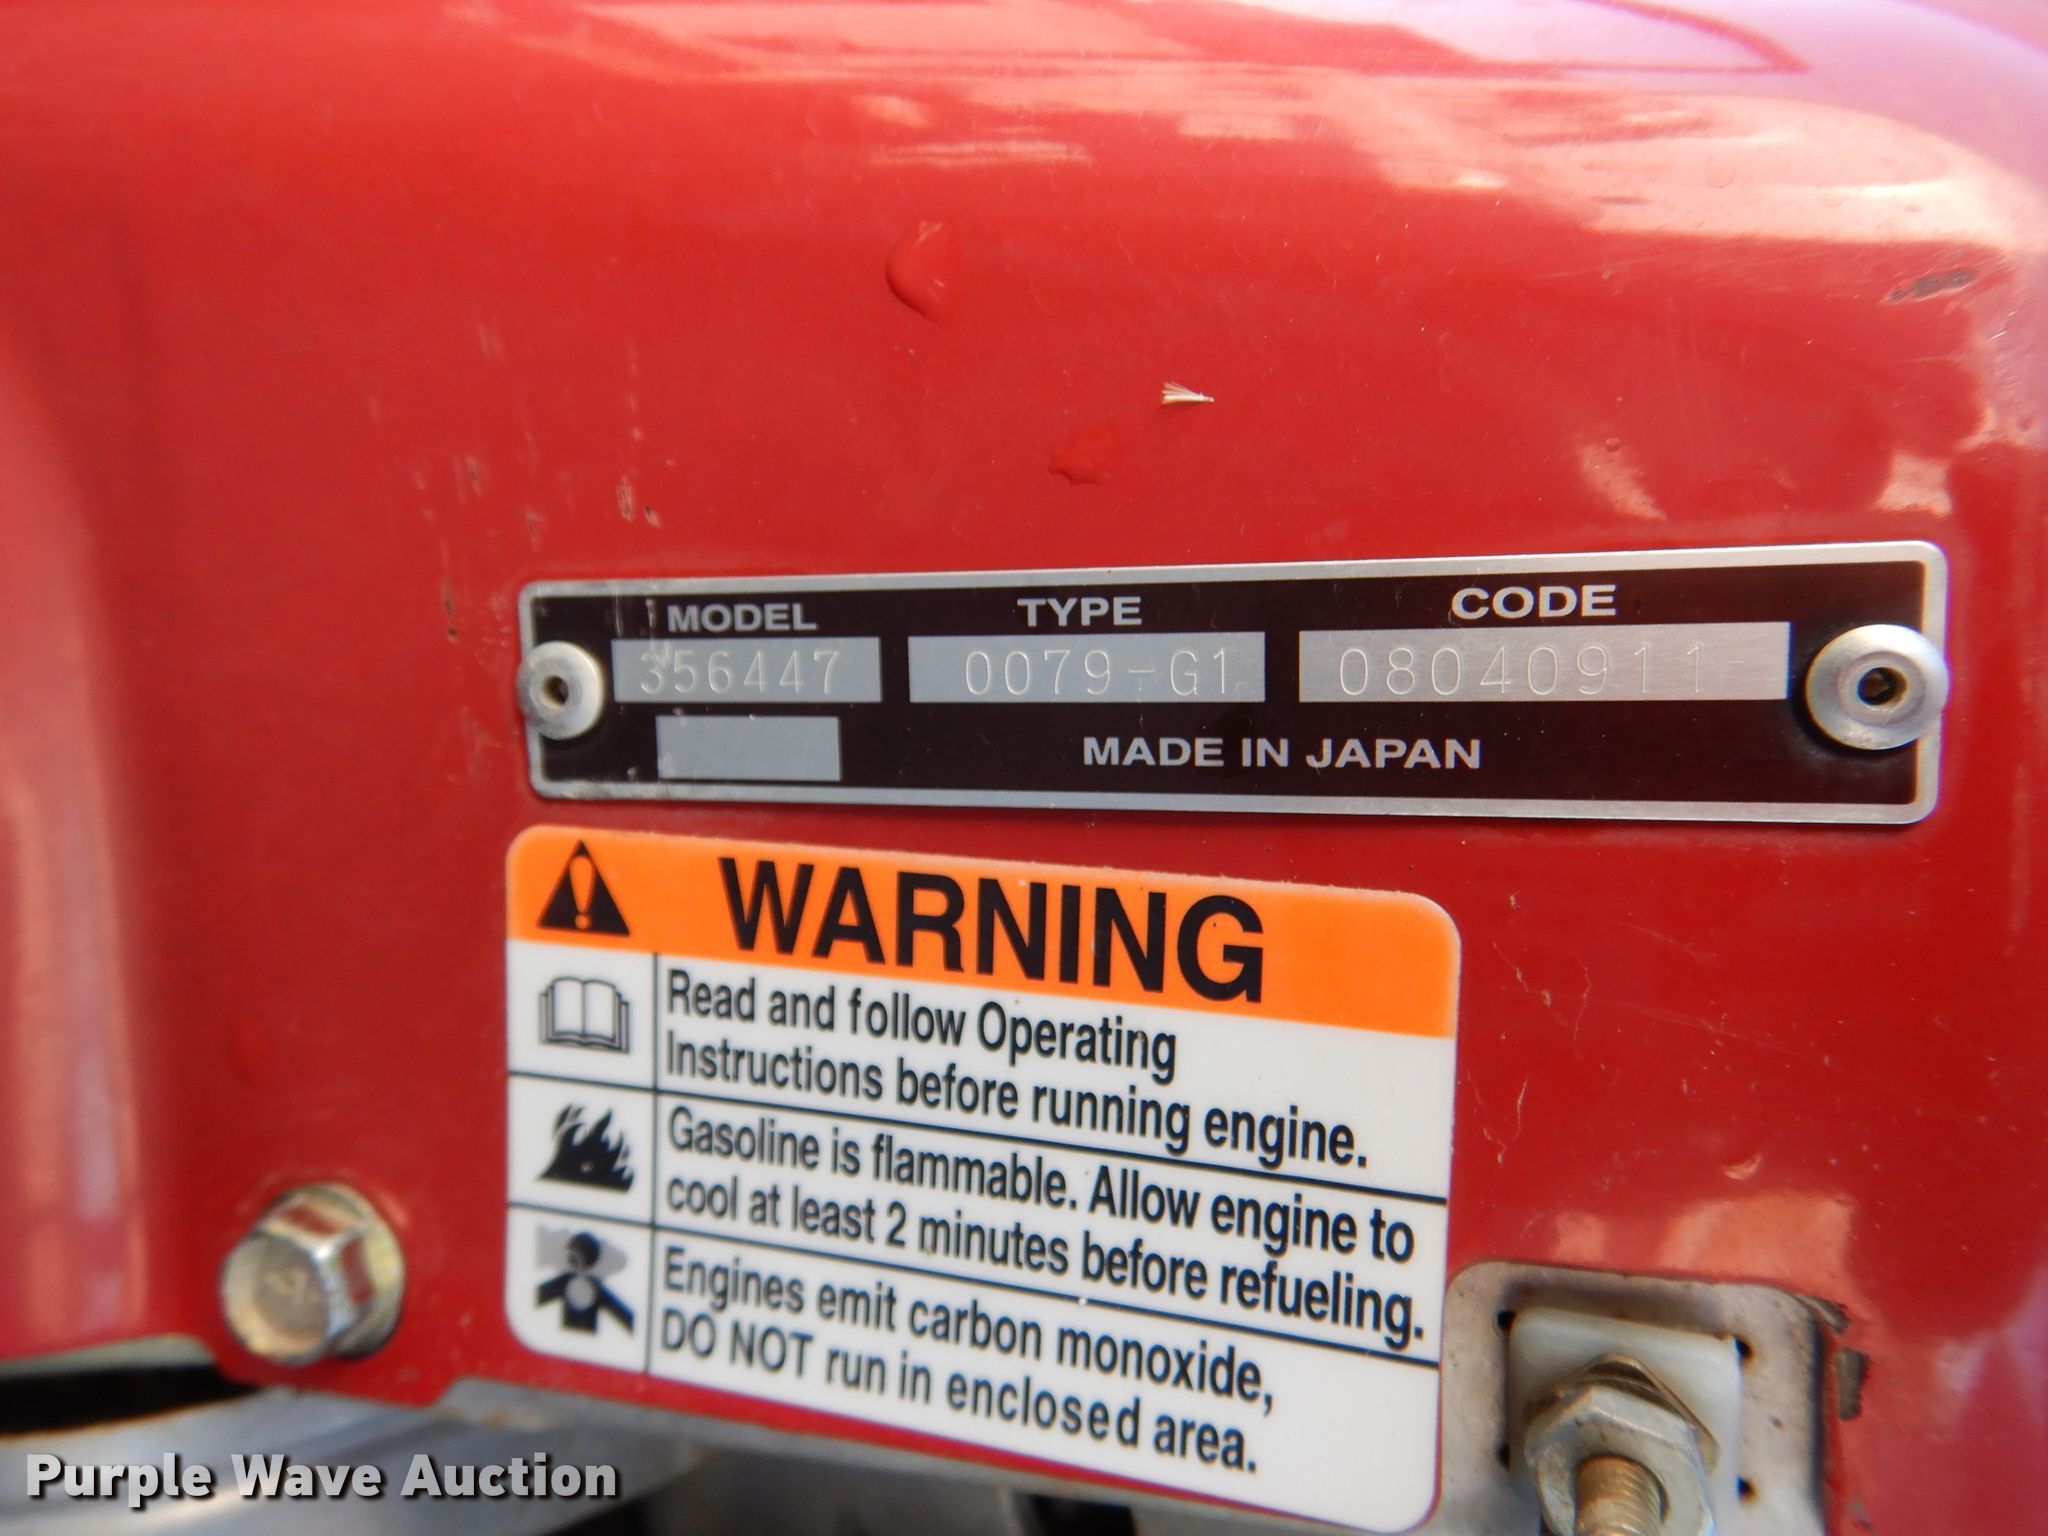 MODEL TYPE CODE
356447 0079-G1 08040911
MADE IN JAPAN
WARNING
Read and follow Operating
Instructions before running engine.
Gasoline is flammable. Allow engine to
cool at least 2 minutes before refueling.
Engines emit carbon monoxide,
DO NOT run in enclosed area.
Purple Wave Auction